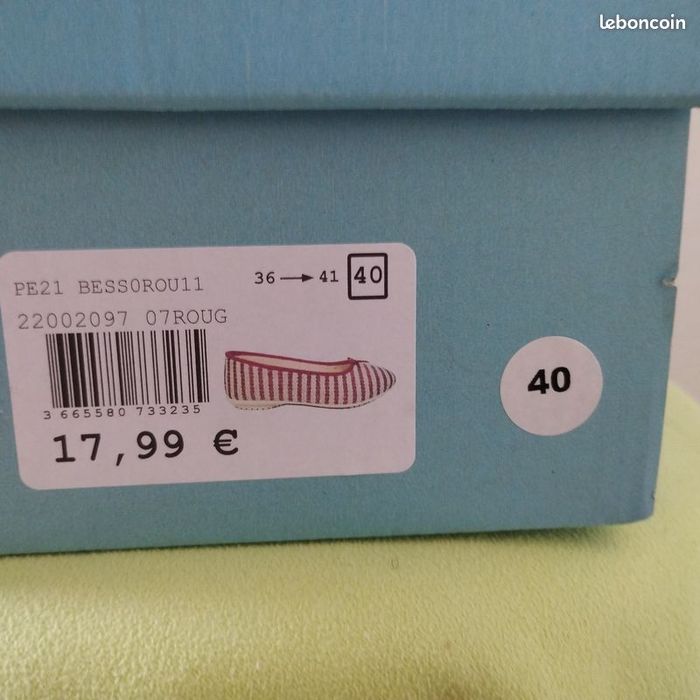 leboncoin
PE21 BESS0ROU11 36 → 41 40
22002097 07ROUG
3 665580 733235
17,99 €
40